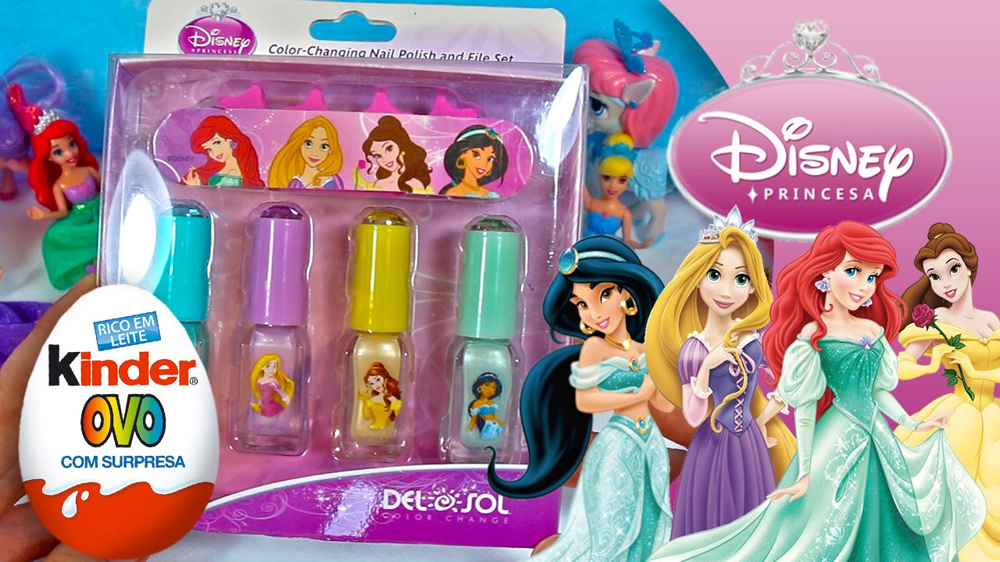 Disney
PRINCESS
Color-Changing Nail Polish and File Set
©DISNEY
RICO EM
LEITE
Kinder®
OVO
COM SURPRESA
DEL SOL
COLOR CHANGE
Disney
PRINCESA